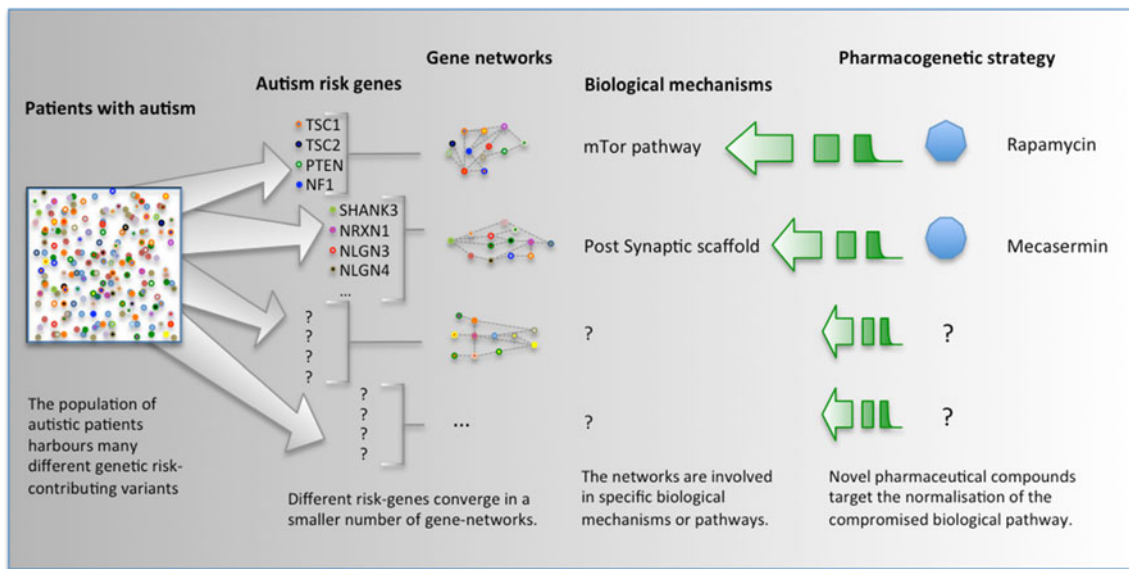 Patients with autism
Autism risk genes
Gene networks
Biological mechanisms
Pharmacogenetic strategy
TSC1
TSC2
PTEN
NF1
mTor pathway
Rapamycin
SHANK3
NRXN1
NLGN3
NLGN4
...
Post Synaptic scaffold
Mecasermin
?
?
?
?
?
?
?
?
?
?
...
?
?
The population of
autistic patients
harbours many
different genetic risk-
contributing variants
Different risk-genes converge in a
smaller number of gene-networks.
The networks are involved
in specific biological
mechanisms or pathways.
Novel pharmaceutical compounds
target the normalisation of the
compromised biological pathway.